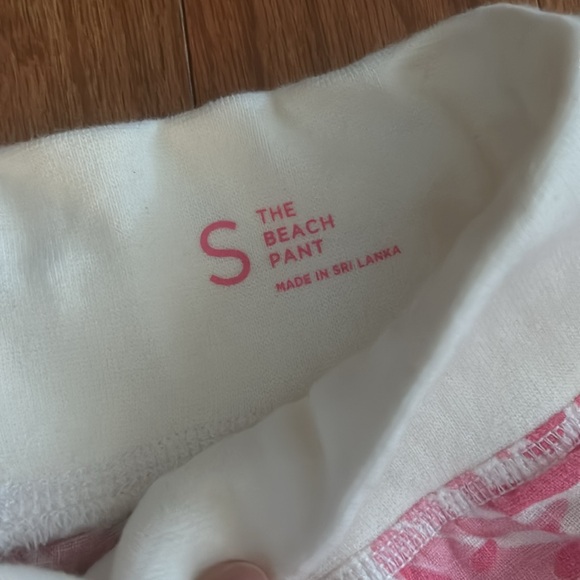 S
THE
BEACH
PANT
MADE IN SRI LANKA